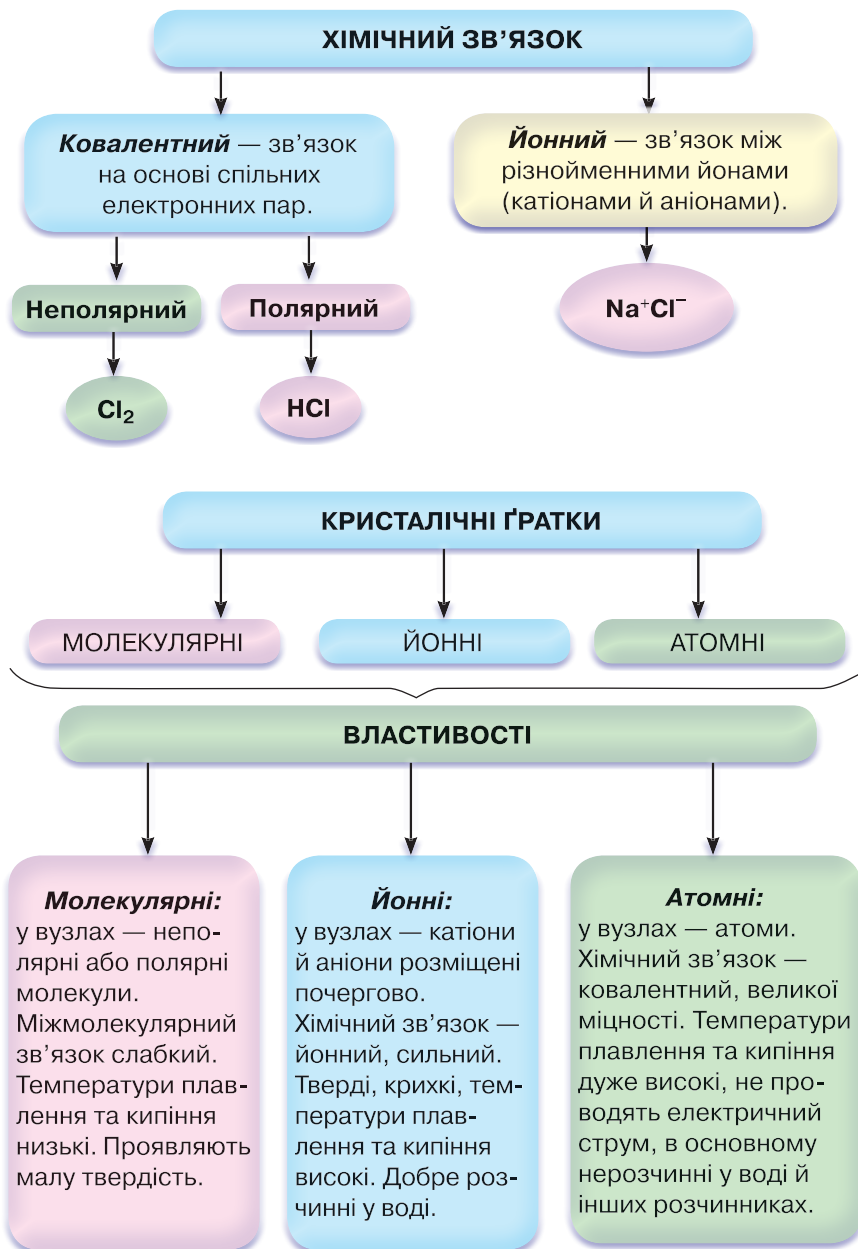 ХІМІЧНИЙ ЗВ’ЯЗОК
Ковалентний — зв’язок
на основі спільних
електронних пар.
Йонний — зв’язок між
різнойменними йонами
(катіонами й аніонами).
Неполярний
Полярний
Na⁺Cl⁻
Cl₂
HCl
КРИСТАЛІЧНІ ҐРАТКИ
МОЛЕКУЛЯРНІ
ЙОННІ
АТОМНІ
ВЛАСТИВОСТІ
Молекулярні:
у вузлах — непо-
лярні або полярні
молекули.
Міжмолекулярний
зв’язок слабкий.
Температури плав-
лення та кипіння
низькі. Проявляють
малу твердість.
Йонні:
у вузлах — катіони
й аніони розміщені
почергово.
Хімічний зв’язок —
йонний, сильний.
Тверді, крихкі, тем-
ператури плав-
лення та кипіння
високі. Добре роз-
чинні у воді.
Атомні:
у вузлах — атоми.
Хімічний зв’язок —
ковалентний, великої
міцності. Температури
плавлення та кипіння
дуже високі, не про-
водять електричний
струм, в основному
нерозчинні у воді й
інших розчинниках.